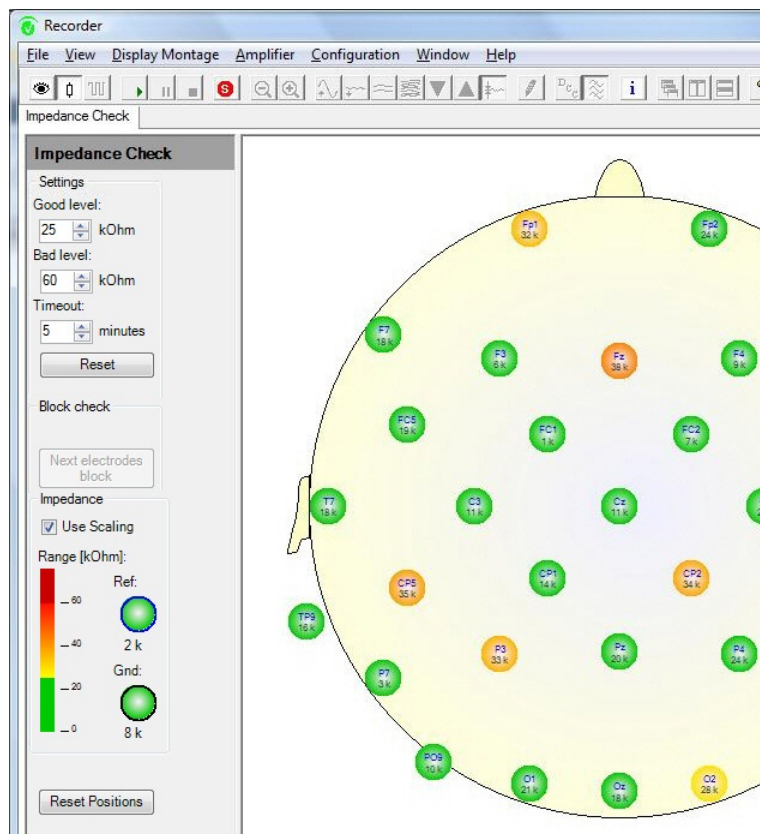 Recorder
File View Display Montage Amplifier Configuration Window Help
S D C C i
Impedance Check
Impedance Check
Settings
Good level:
25 kOhm
Bad level:
60 kOhm
Timeout:
5 minutes
Reset
Block check
Next electrodes
block
Impedance
Use Scaling
Range [kOhm]:
Ref:
60
2 k
40
Gnd:
20
0
8 k
Reset Positions
Fp1
32 k
Fp2
24 k
F7
18 k
F3
6 k
Fz
38 k
F4
9 k
FC5
19 k
FC1
1 k
FC2
7 k
T7
18 k
C3
11 k
Cz
11 k
CP5
35 k
CP1
14 k
CP2
34 k
TP9
16 k
P3
33 k
Pz
20 k
P4
24 k
P7
3 k
PO9
10 k
O1
21 k
Oz
18 k
O2
28 k